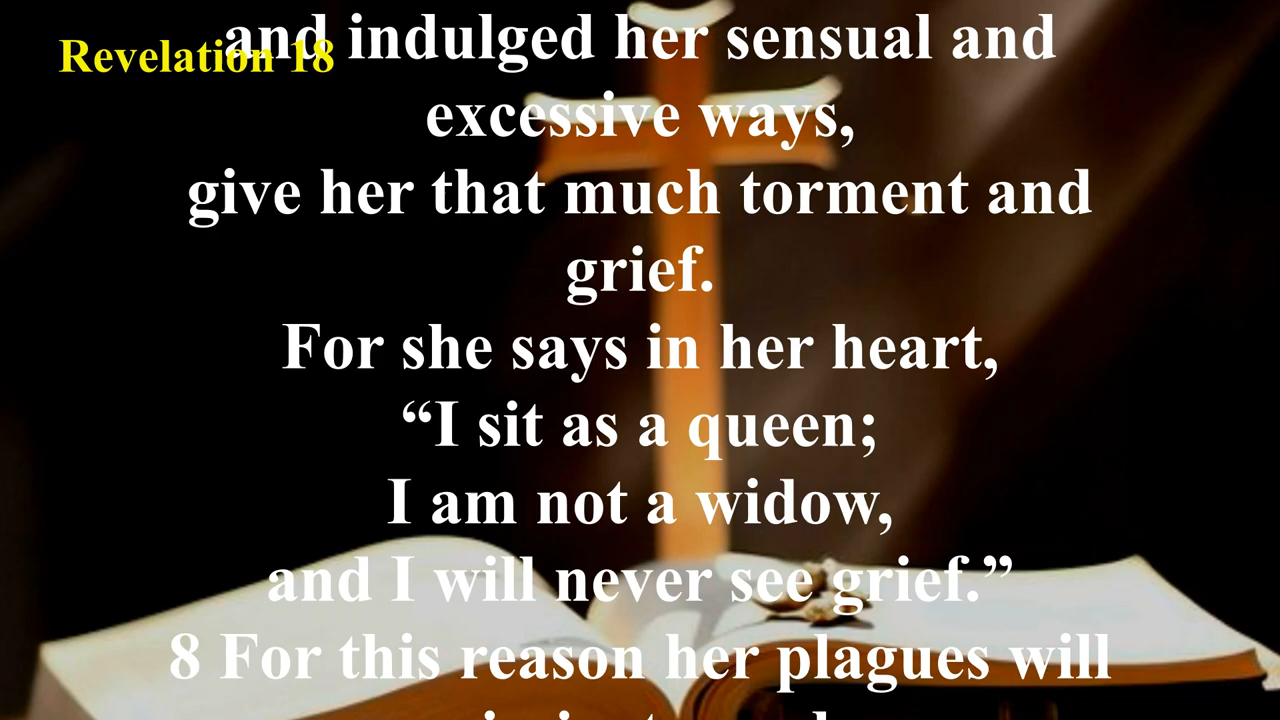 Revelation 18
and indulged her sensual and
excessive ways,
give her that much torment and
grief.
For she says in her heart,
“I sit as a queen;
I am not a widow,
and I will never see grief.”
8 For this reason her plagues will